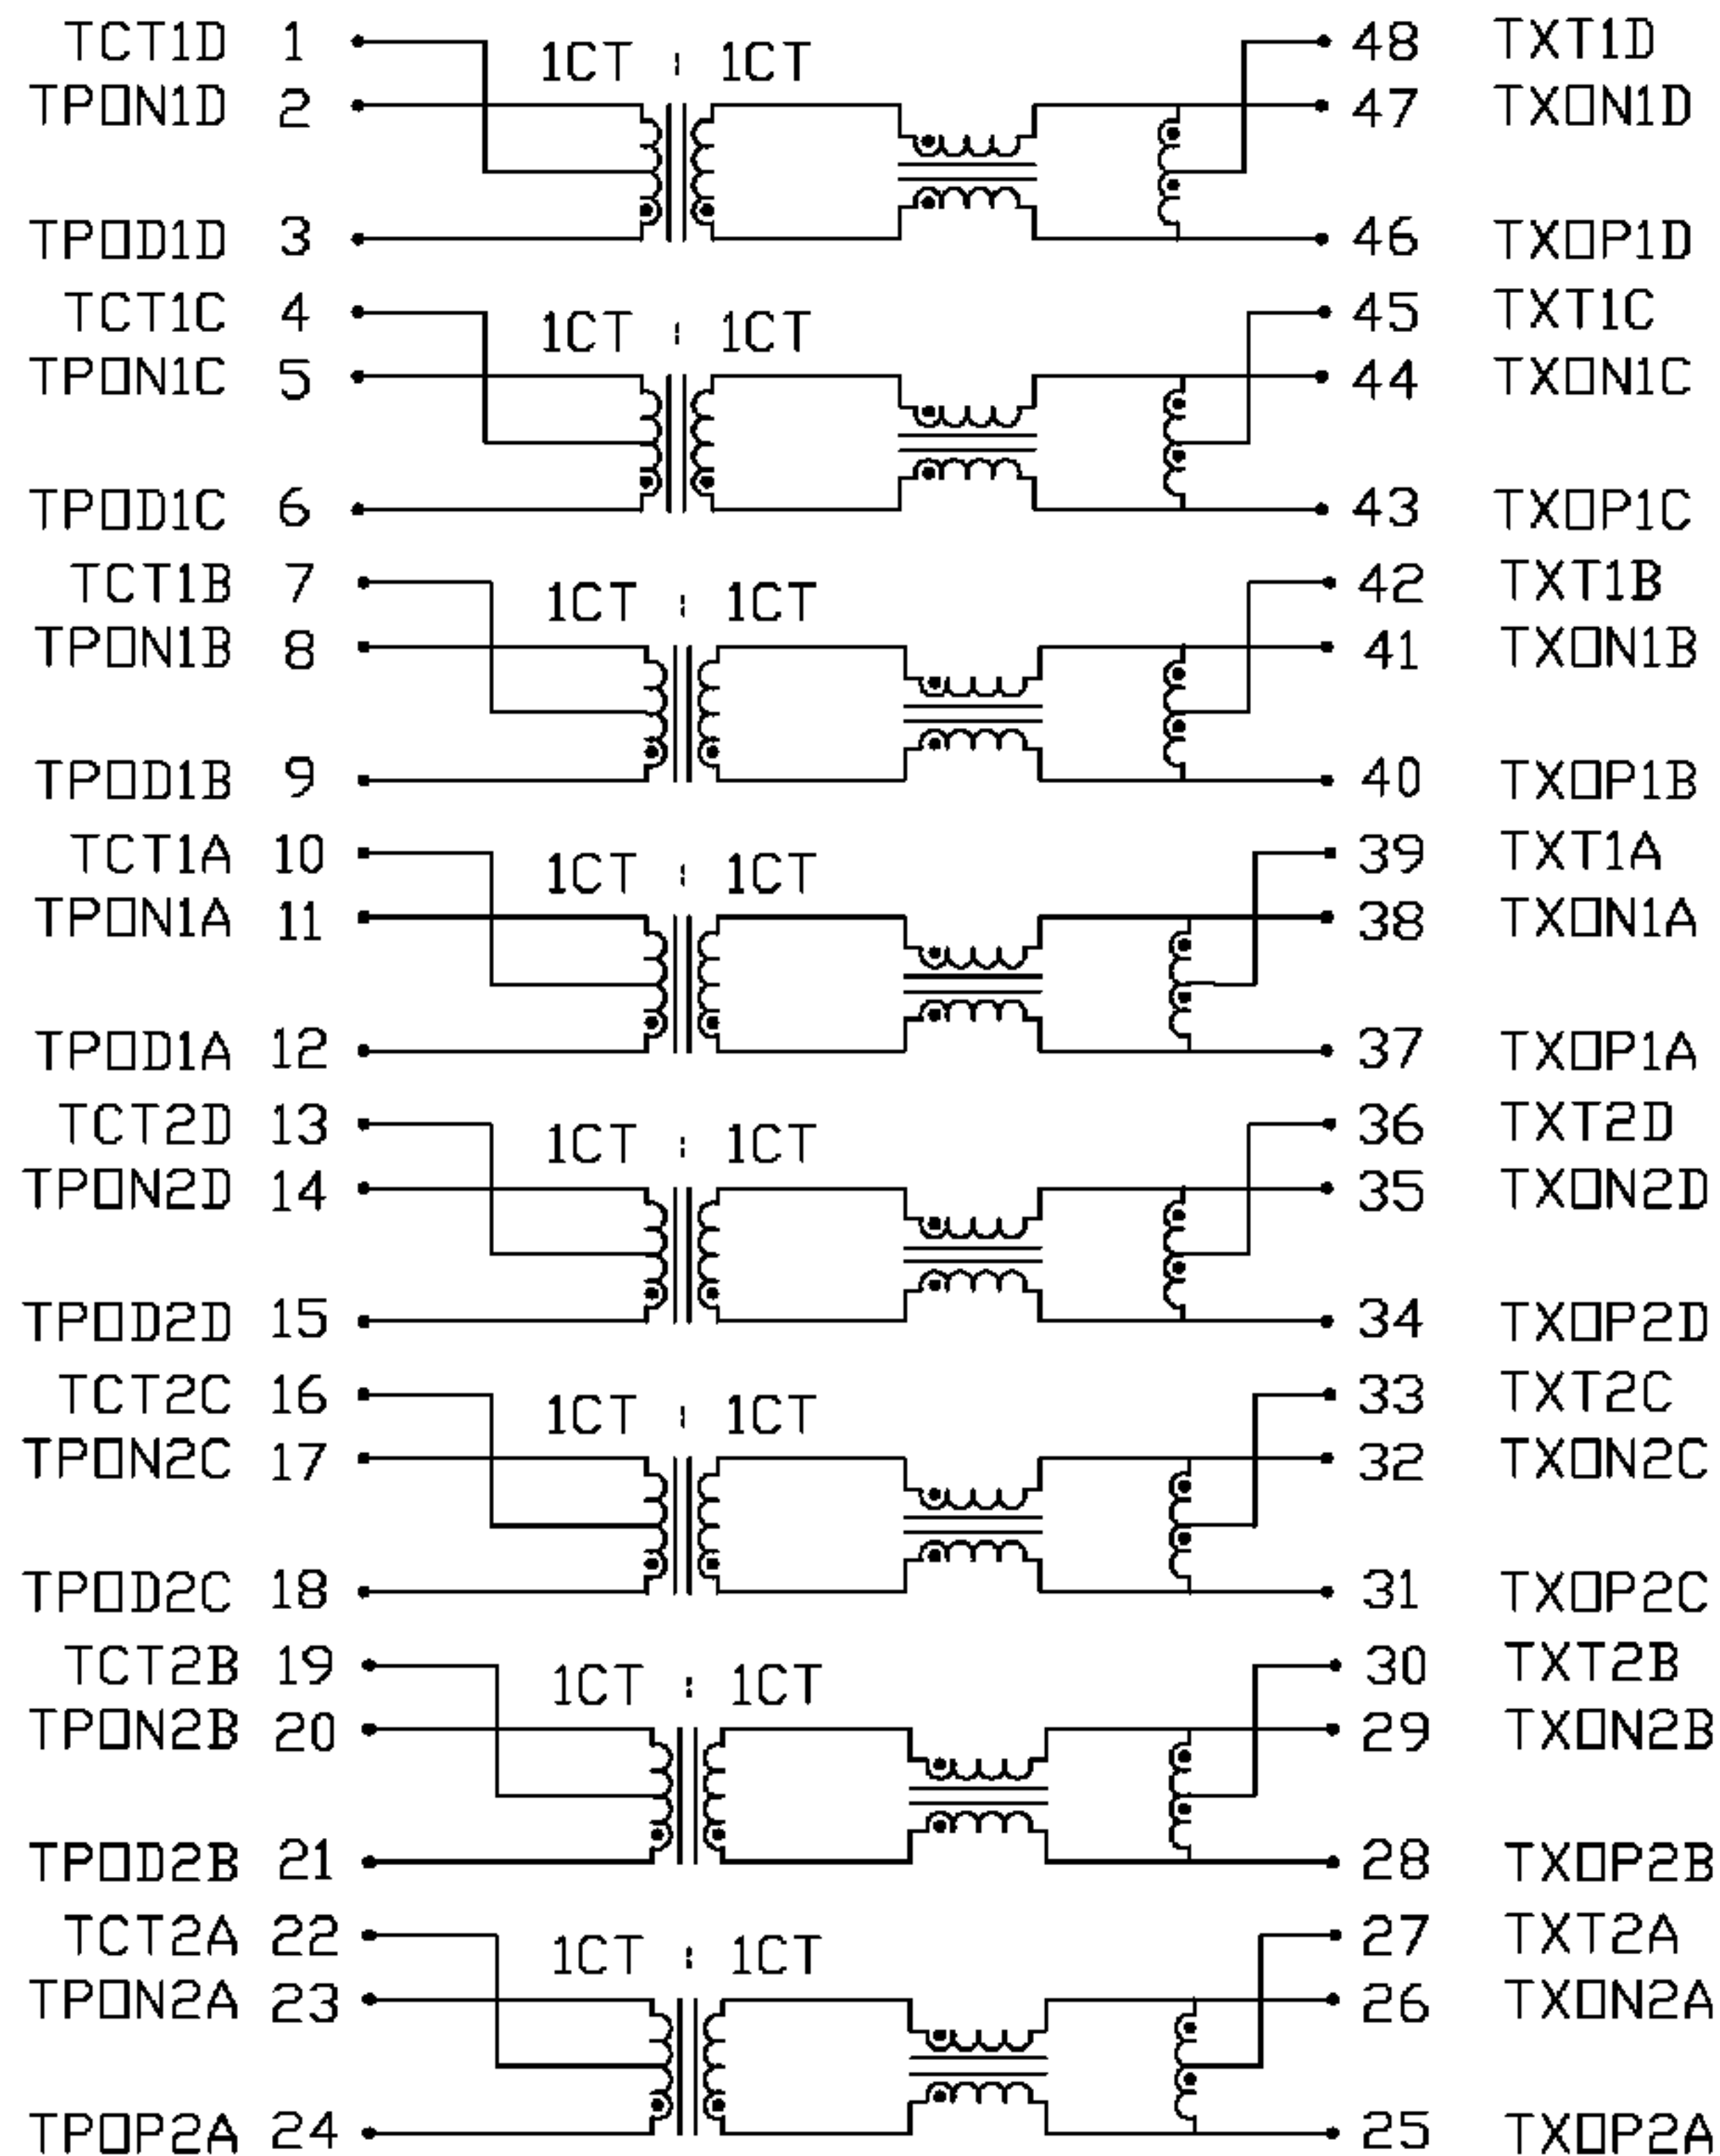 TCT1D 1 1CT : 1CT 48 TXT1D
TPON1D 2 47 TXON1D
TPOD1D 3 46 TXOP1D
TCT1C 4 1CT : 1CT 45 TXT1C
TPON1C 5 44 TXON1C
TPOD1C 6 43 TXOP1C
TCT1B 7 1CT : 1CT 42 TXT1B
TPON1B 8 41 TXON1B
TPOD1B 9 40 TXOP1B
TCT1A 10 1CT : 1CT 39 TXT1A
TPON1A 11 38 TXON1A
TPOD1A 12 37 TXOP1A
TCT2D 13 1CT : 1CT 36 TXT2D
TPON2D 14 35 TXON2D
TPOD2D 15 34 TXOP2D
TCT2C 16 1CT : 1CT 33 TXT2C
TPON2C 17 32 TXON2C
TPOD2C 18 31 TXOP2C
TCT2B 19 1CT : 1CT 30 TXT2B
TPON2B 20 29 TXON2B
TPOD2B 21 28 TXOP2B
TCT2A 22 1CT : 1CT 27 TXT2A
TPON2A 23 26 TXON2A
TPOP2A 24 25 TXOP2A